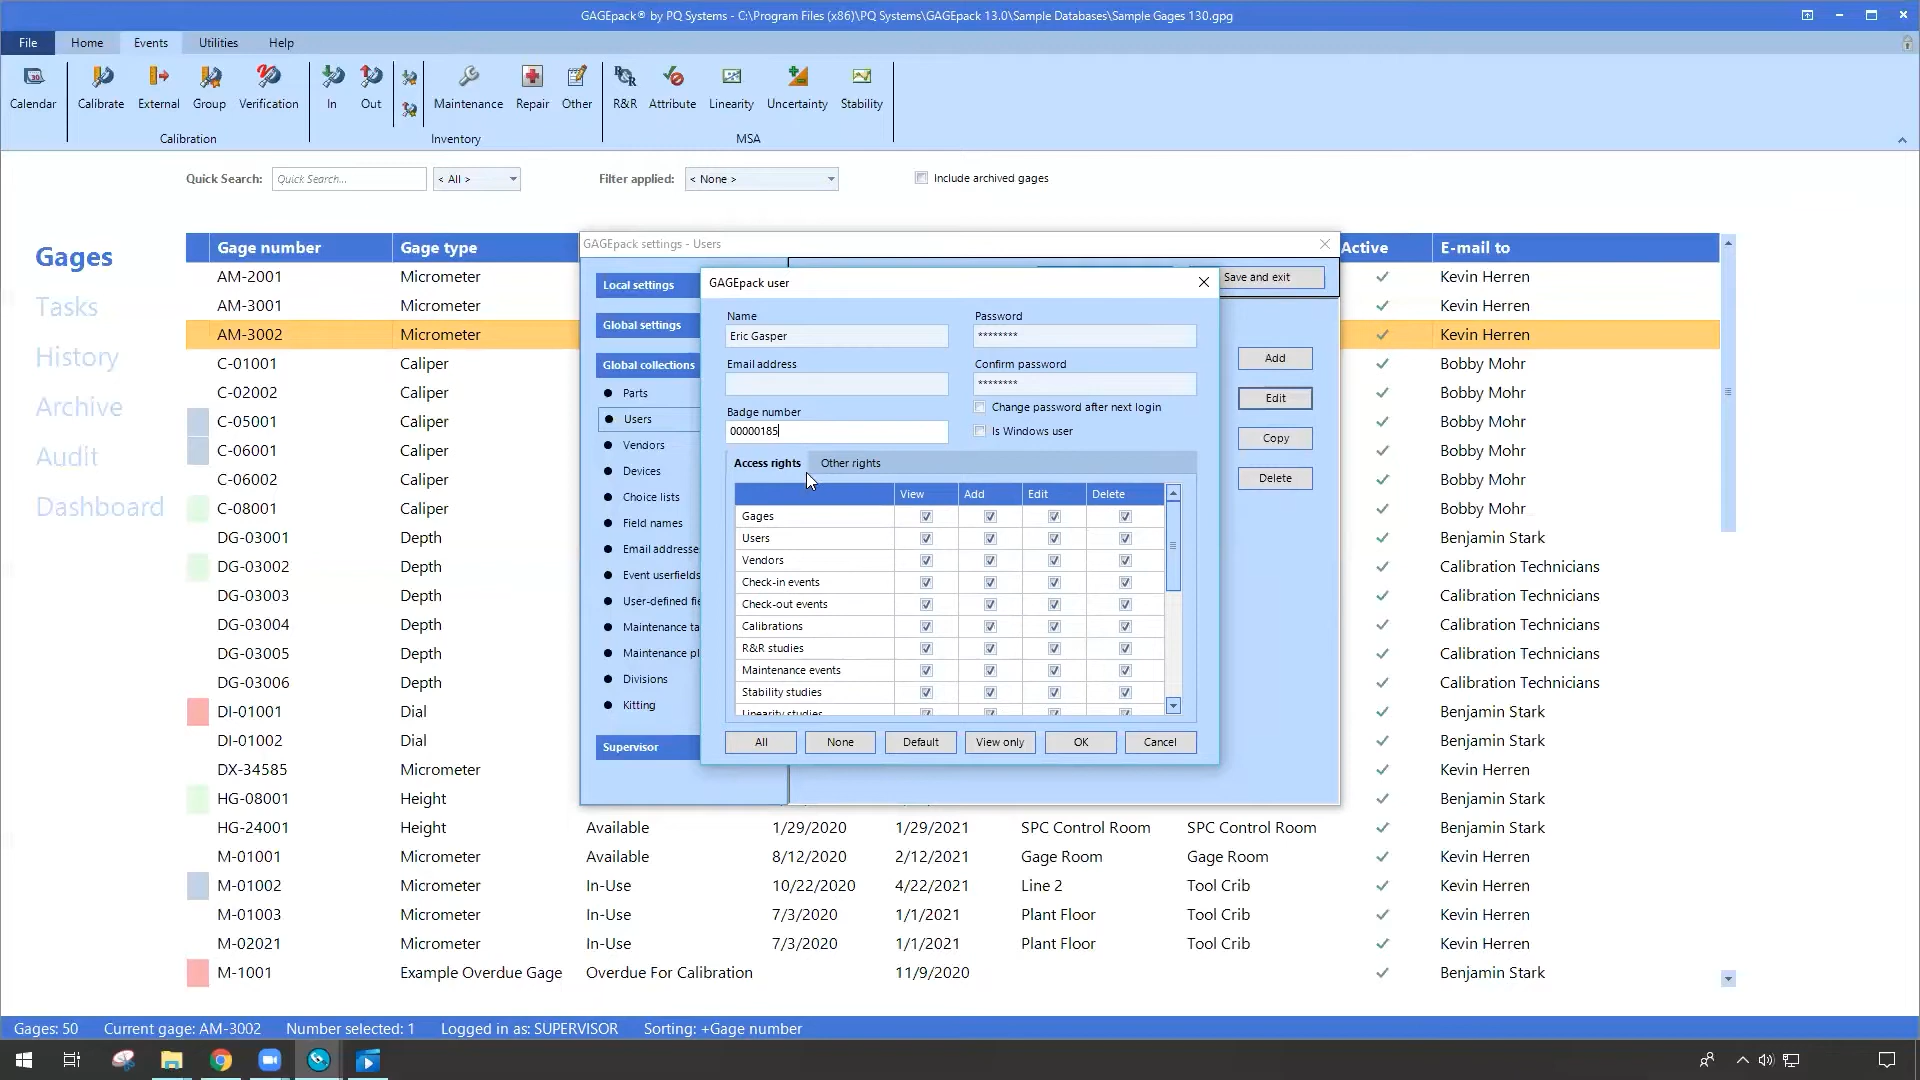 GAGEpack® by PQ Systems - C:\Program Files (x86)\PQ Systems\GAGEpack 13.0\Sample Databases\Sample Gages 130.gpg
File Home Events Utilities Help
Calendar Calibrate External Group Verification In Out Maintenance Repair Other R&R Attribute Linearity Uncertainty Stability
Calibration Inventory MSA
Quick Search: Quick Search... < All > Filter applied: < None > Include archived gages
Gages
Tasks
History
Archive
Audit
Dashboard
Gage number Gage type Active E-mail to
AM-2001 Micrometer Kevin Herren
AM-3001 Micrometer Kevin Herren
AM-3002 Micrometer Kevin Herren
C-01001 Caliper Bobby Mohr
C-02002 Caliper Bobby Mohr
C-05001 Caliper Bobby Mohr
C-06001 Caliper Bobby Mohr
C-06002 Caliper Bobby Mohr
C-08001 Caliper Bobby Mohr
DG-03001 Depth Benjamin Stark
DG-03002 Depth Calibration Technicians
DG-03003 Depth Calibration Technicians
DG-03004 Depth Calibration Technicians
DG-03005 Depth Calibration Technicians
DG-03006 Depth Calibration Technicians
DI-01001 Dial Benjamin Stark
DI-01002 Dial Benjamin Stark
DX-34585 Micrometer Kevin Herren
HG-08001 Height Benjamin Stark
HG-24001 Height Available 1/29/2020 1/29/2021 SPC Control Room SPC Control Room Benjamin Stark
M-01001 Micrometer Available 8/12/2020 2/12/2021 Gage Room Gage Room Kevin Herren
M-01002 Micrometer In-Use 10/22/2020 4/22/2021 Line 2 Tool Crib Kevin Herren
M-01003 Micrometer In-Use 7/3/2020 1/1/2021 Plant Floor Tool Crib Kevin Herren
M-02021 Micrometer In-Use 7/3/2020 1/1/2021 Plant Floor Tool Crib Kevin Herren
M-1001 Example Overdue Gage Overdue For Calibration 11/9/2020 Benjamin Stark
GAGEpack settings - Users
Local settings
Global settings
Global collections
Parts
Users
Vendors
Devices
Choice lists
Field names
Email addresse
Event userfields
User-defined fie
Maintenance ta
Maintenance pl
Divisions
Kitting
Supervisor
Save and exit
Add
Edit
Copy
Delete
GAGEpack user
Name Password
Eric Gasper ********
Email address Confirm password
********
Badge number Change password after next login
00000185 Is Windows user
Access rights Other rights
View Add Edit Delete
Gages
Users
Vendors
Check-in events
Check-out events
Calibrations
R&R studies
Maintenance events
Stability studies
Linearity studies
All None Default View only OK Cancel
Gages: 50 Current gage: AM-3002 Number selected: 1 Logged in as: SUPERVISOR Sorting: +Gage number